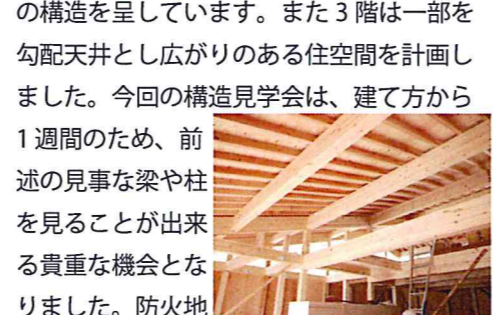 の構造を呈しています。また3階は一部を
勾配天井とし広がりのある住空間を計画し
ました。今回の構造見学会は、建て方から
1週間のため、前
述の見事な梁や柱
を見ることが出来
る貴重な機会とな
りました。防火地